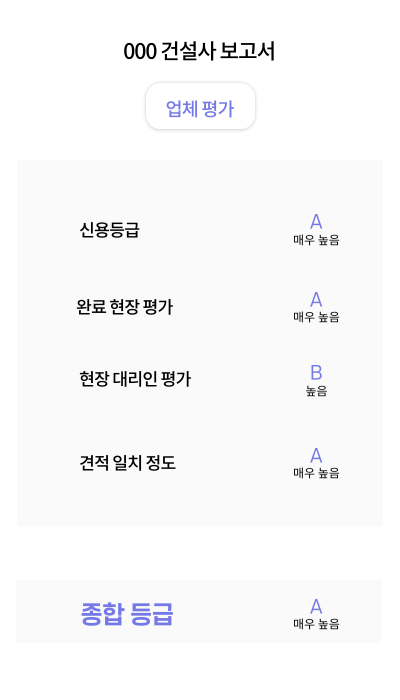 000 건설사 보고서
업체 평가
신용등급
A
매우 높음
완료 현장 평가
A
매우 높음
현장 대리인 평가
B
높음
견적 일치 정도
A
매우 높음
종합 등급
A
매우 높음